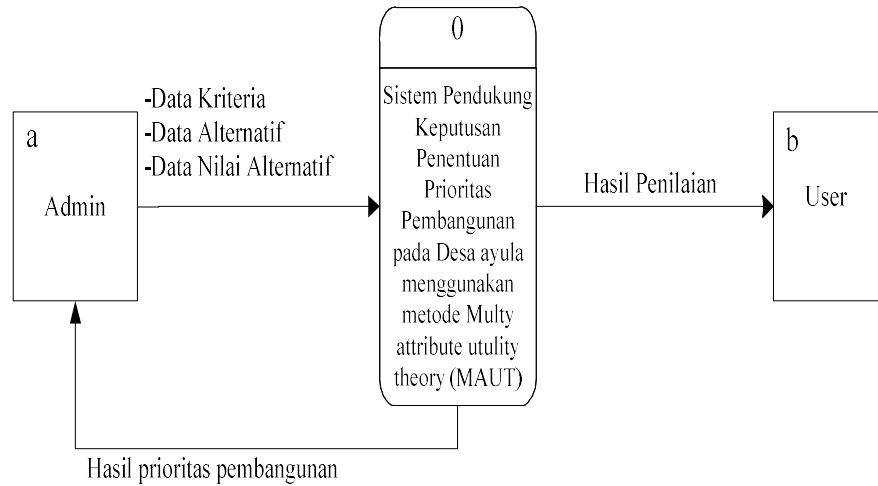 a
Admin
-Data Kriteria
-Data Alternatif
-Data Nilai Alternatif
0
Sistem Pendukung
Keputusan
Penentuan
Prioritas
Pembangunan
pada Desa ayula
menggunakan
metode Multy
attribute utulity
theory (MAUT)
Hasil Penilaian
b
User
Hasil prioritas pembangunan